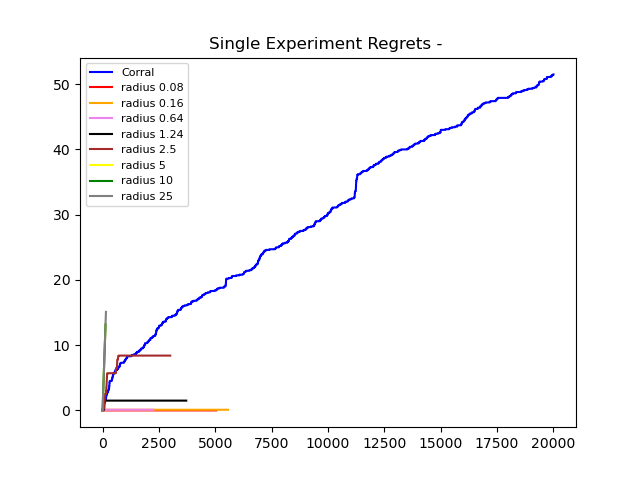 Single Experiment Regrets -
Corral
radius 0.08
radius 0.16
radius 0.64
radius 1.24
radius 2.5
radius 5
radius 10
radius 25
50
40
30
20
10
0
0 2500 5000 7500 10000 12500 15000 17500 20000